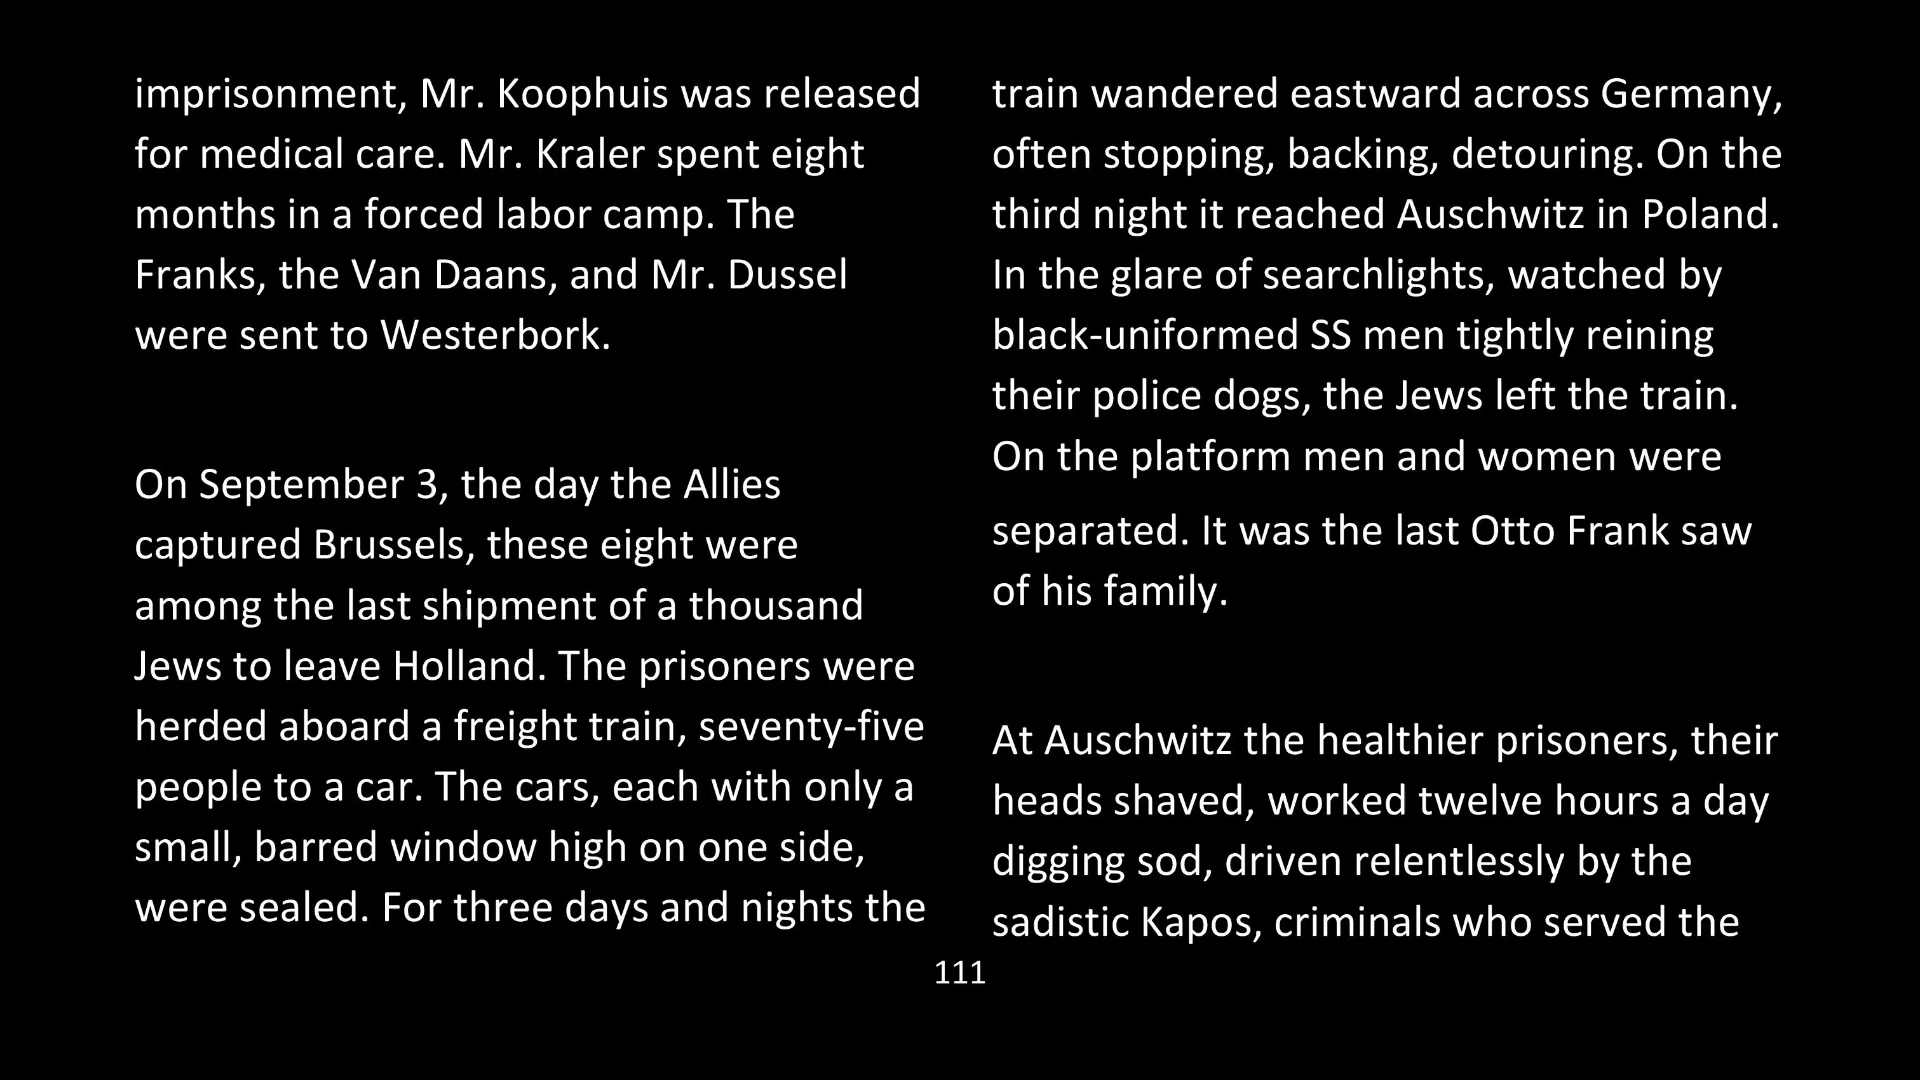 imprisonment, Mr. Koophuis was released
for medical care. Mr. Kraler spent eight
months in a forced labor camp. The
Franks, the Van Daans, and Mr. Dussel
were sent to Westerbork.
On September 3, the day the Allies
captured Brussels, these eight were
among the last shipment of a thousand
Jews to leave Holland. The prisoners were
herded aboard a freight train, seventy-five
people to a car. The cars, each with only a
small, barred window high on one side,
were sealed. For three days and nights the
train wandered eastward across Germany,
often stopping, backing, detouring. On the
third night it reached Auschwitz in Poland.
In the glare of searchlights, watched by
black-uniformed SS men tightly reining
their police dogs, the Jews left the train.
On the platform men and women were
separated. It was the last Otto Frank saw
of his family.
At Auschwitz the healthier prisoners, their
heads shaved, worked twelve hours a day
digging sod, driven relentlessly by the
sadistic Kapos, criminals who served the
111